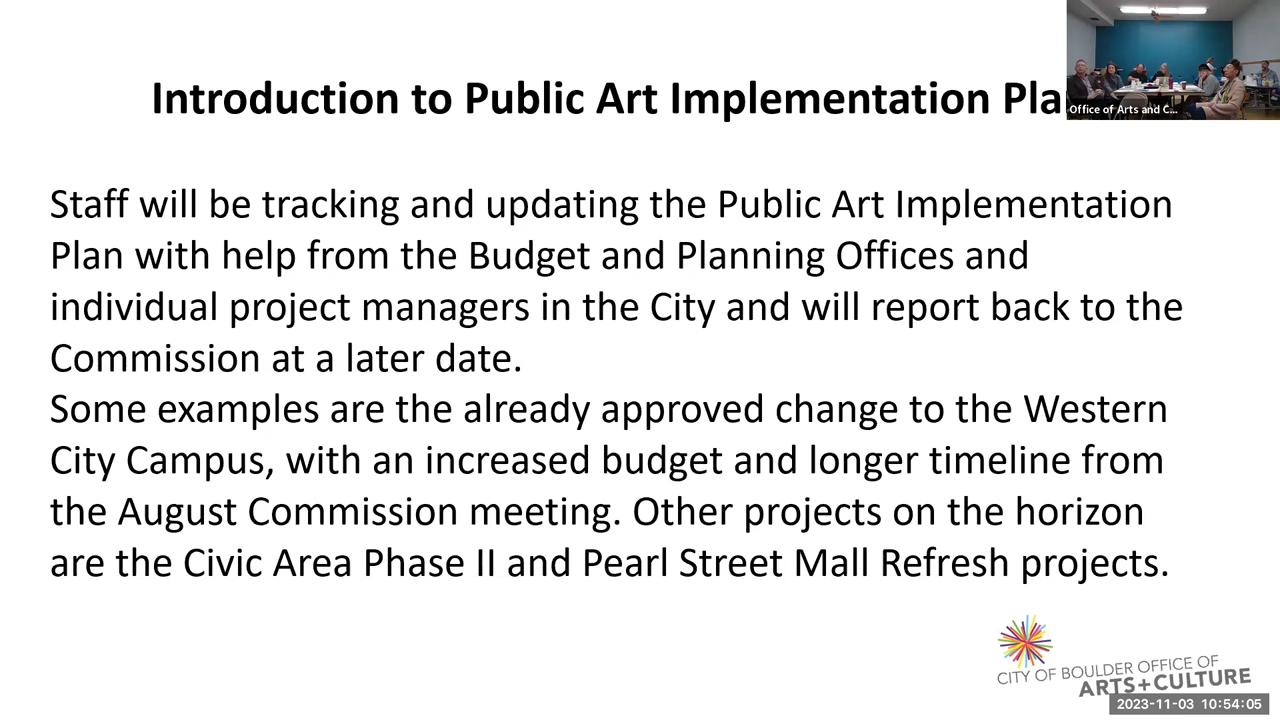 Introduction to Public Art Implementation Pla
Office of Arts and C...
Staff will be tracking and updating the Public Art Implementation
Plan with help from the Budget and Planning Offices and
individual project managers in the City and will report back to the
Commission at a later date.
Some examples are the already approved change to the Western
City Campus, with an increased budget and longer timeline from
the August Commission meeting. Other projects on the horizon
are the Civic Area Phase II and Pearl Street Mall Refresh projects.
CITY OF BOULDER OFFICE OF
ARTS+CULTURE
2023-11-03 10:54:05